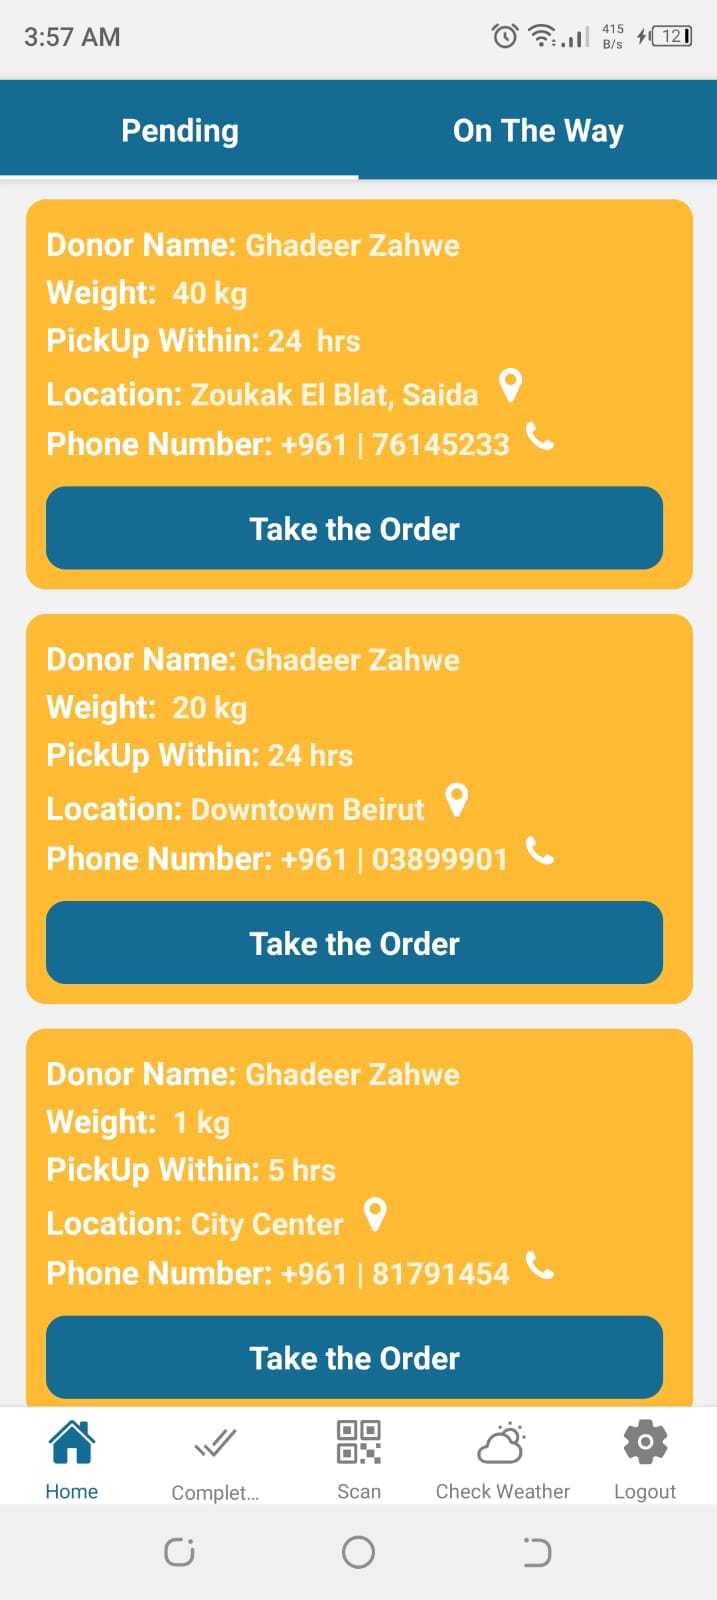 3:57 AM
415 B/s
12
Pending
On The Way
Donor Name: Ghadeer Zahwe
Weight: 40 kg
PickUp Within: 24 hrs
Location: Zoukak El Blat, Saida
Phone Number: +961 | 76145233
Take the Order
Donor Name: Ghadeer Zahwe
Weight: 20 kg
PickUp Within: 24 hrs
Location: Downtown Beirut
Phone Number: +961 | 03899901
Take the Order
Donor Name: Ghadeer Zahwe
Weight: 1 kg
PickUp Within: 5 hrs
Location: City Center
Phone Number: +961 | 81791454
Take the Order
Home
Complet...
Scan
Check Weather
Logout